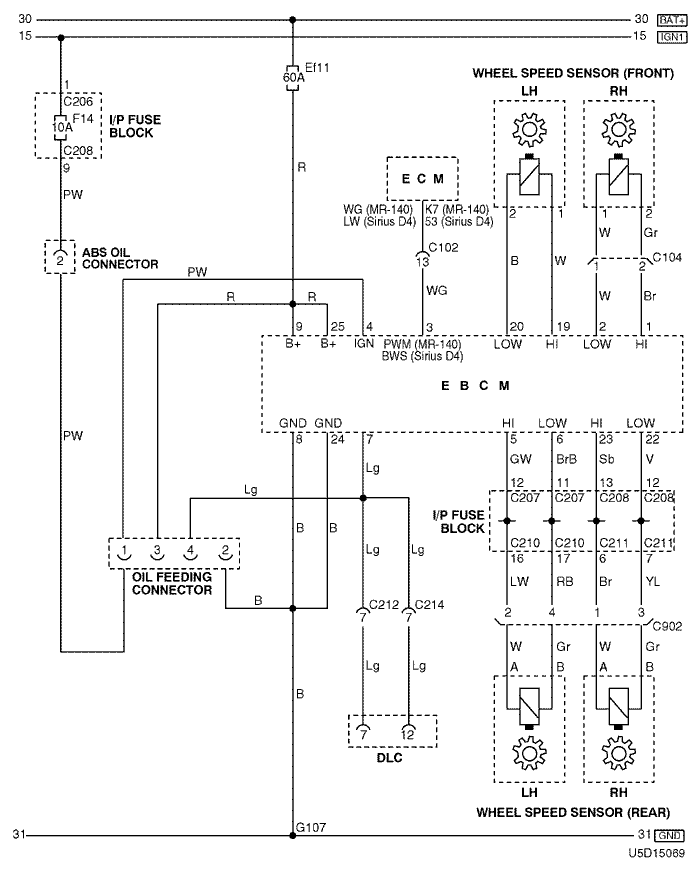 30 30 BAT+
15 15 IGN1
Ef11
60A
WHEEL SPEED SENSOR (FRONT)
LH RH
1
C206
F14
10A
I/P FUSE
BLOCK
C208
9
PW
R
E C M
WG (MR-140) K7 (MR-140)
LW (Sirius D4) 53 (Sirius D4)
2 1 1 2
W Gr
C102
13
ABS OIL
CONNECTOR
2
B W
C104
1 2
PW
WG
W Br
R R
9 25 4 3 20 19 2 1
B+ B+ IGN PWM (MR-140) LOW HI LOW HI
BWS (Sirius D4)
E B C M
GND GND HI LOW HI LOW
8 24 7 5 6 23 22
PW
Lg
GW BrB Sb V
12 11 13 12
Lg
C207 C207 C208 C208
I/P FUSE
BLOCK
B B
1 3 4 2
Lg Lg
C210 C210 C211 C211
16 17 6 7
OIL FEEDING
CONNECTOR
LW RB Br YL
B
C212 C214
7 7
2 4 1 3
C902
W Gr W Gr
Lg Lg
A B A B
B
7 12
DLC
LH RH
WHEEL SPEED SENSOR (REAR)
G107
31 31 GND
U5D15069